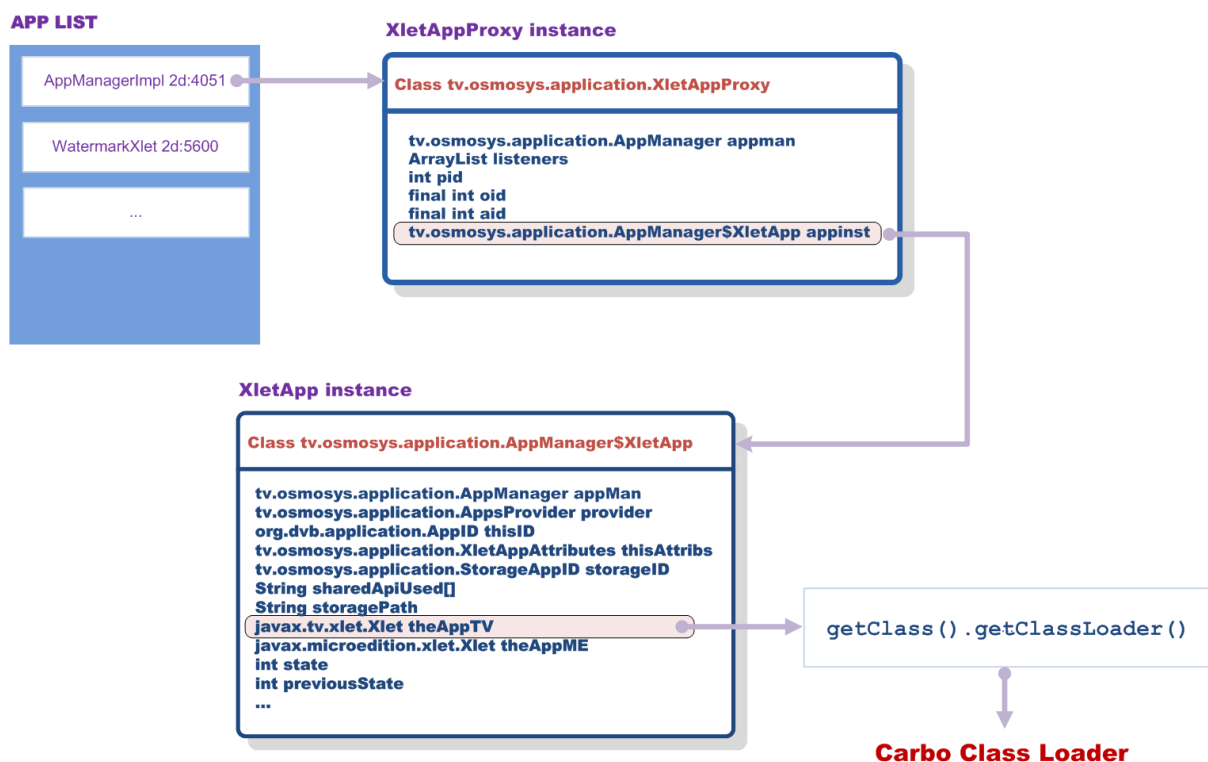 APP LIST
AppManagerImpl 2d:4051
WatermarkXlet 2d:5600
...
XletAppProxy instance
Class tv.osmosys.application.XletAppProxy
tv.osmosys.application.AppManager appman
ArrayList listeners
int pid
final int oid
final int aid
tv.osmosys.application.AppManager$XletApp appinst
XletApp instance
Class tv.osmosys.application.AppManager$XletApp
tv.osmosys.application.AppManager appMan
tv.osmosys.application.AppsProvider provider
org.dvb.application.AppID thisID
tv.osmosys.application.XletAppAttributes thisAttribs
tv.osmosys.application.StorageAppID storageID
String sharedApiUsed[]
String storagePath
javax.tv.xlet.Xlet theAppTV
javax.microedition.xlet.Xlet theAppME
int state
int previousState
...
getClass().getClassLoader()
Carbo Class Loader